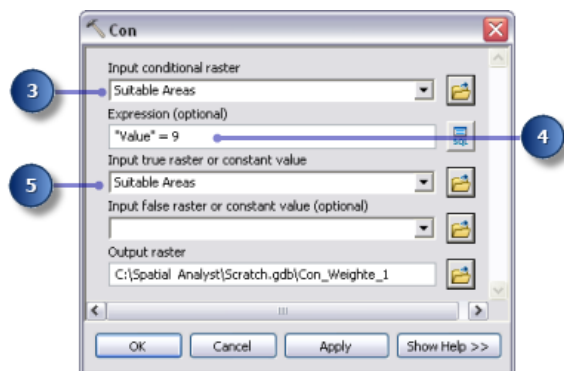 Con
Input conditional raster
3
Suitable Areas
Expression (optional)
"Value" = 9
SQL
4
Input true raster or constant value
5
Suitable Areas
Input false raster or constant value (optional)
Output raster
C:\Spatial Analyst\Scratch.gdb\Con_Weighte_1
OK
Cancel
Apply
Show Help >>